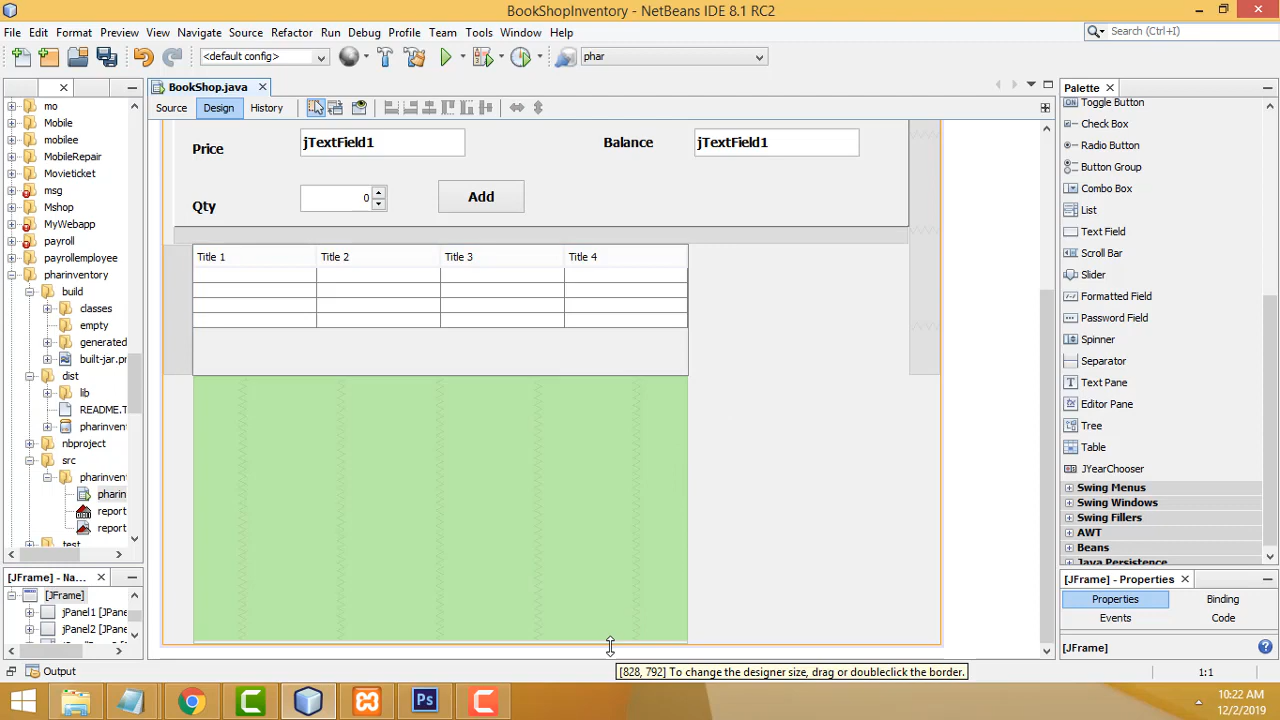 BookShopInventory - NetBeans IDE 8.1 RC2
File Edit Format Preview View Navigate Source Refactor Run Debug Profile Team Tools Window Help
Search (Ctrl+I)
<default config>
phar
BookShop.java
Source Design History
Palette
mo
Mobile
mobilee
MobileRepair
Movieticket
msg
Mshop
MyWebapp
payroll
payrollemployee
pharinventory
build
classes
empty
generated
built-jar.pr
dist
lib
README.T
pharinven
nbproject
src
pharinven
pharin
report
report
test
Price jTextField1 Balance jTextField1
Qty 0 Add
Title 1 Title 2 Title 3 Title 4
Toggle Button
Check Box
Radio Button
Button Group
Combo Box
List
Text Field
Scroll Bar
Slider
Formatted Field
Password Field
Spinner
Separator
Text Pane
Editor Pane
Tree
Table
JYearChooser
Swing Menus
Swing Windows
Swing Fillers
AWT
Beans
Java Persistence
[JFrame] - Na...
[JFrame]
jPanel1 [JPane
jPanel2 [JPane
[JFrame] - Properties
Properties Binding
Events Code
[JFrame]
Output
[828, 792] To change the designer size, drag or doubleclick the border.
1:1
Ps
10:22 AM
12/2/2019